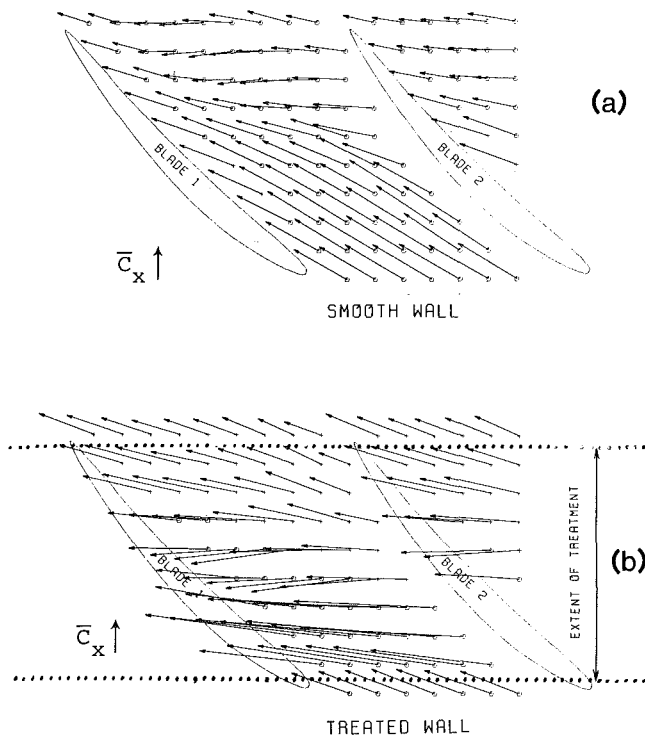 (a)
BLADE 1
BLADE 2
C̅x
SMOOTH WALL
BLADE 1
BLADE 2
EXTENT OF TREATMENT
(b)
C̅x
TREATED WALL